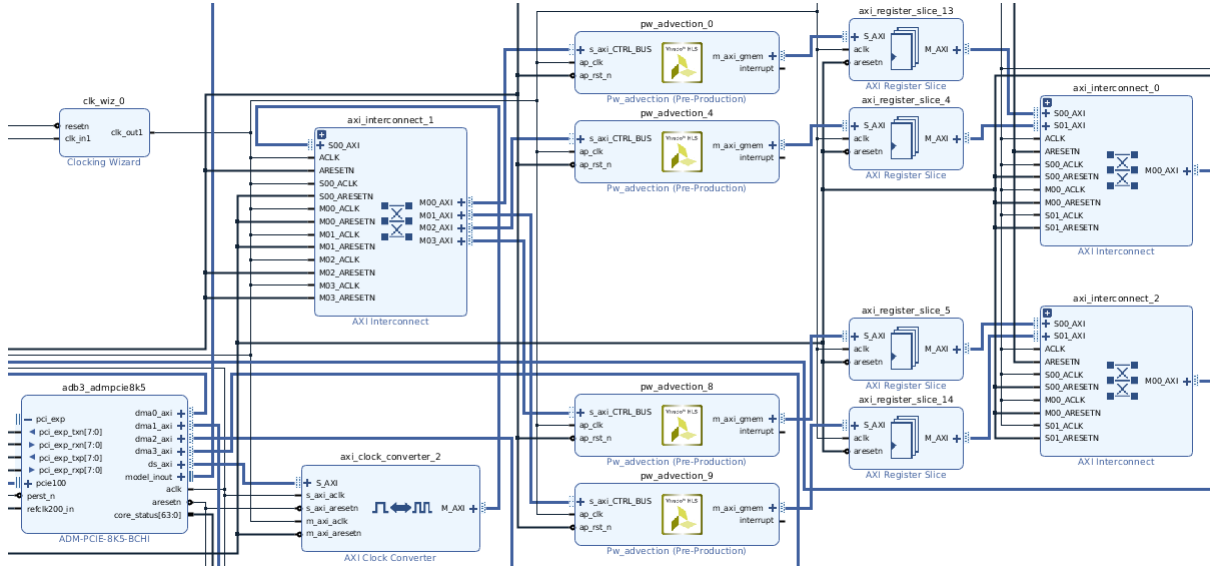 clk_wiz_0
resetn
clk_in1
clk_out1
Clocking Wizard
axi_interconnect_1
S00_AXI
ACLK
ARESETN
S00_ACLK
S00_ARESETN
M00_ACLK
M00_ARESETN
M01_ACLK
M01_ARESETN
M02_ACLK
M02_ARESETN
M03_ACLK
M03_ARESETN
M00_AXI
M01_AXI
M02_AXI
M03_AXI
AXI Interconnect
adb3_admpcie8k5
pci_exp
pci_exp_txn[7:0]
pci_exp_rxn[7:0]
pci_exp_txp[7:0]
pci_exp_rxp[7:0]
pcie100
perst_n
refclk200_in
dma0_axi
dma1_axi
dma2_axi
dma3_axi
ds_axi
model_inout
aclk
aresetn
core_status[63:0]
ADM-PCIE-8K5-BCHI
axi_clock_converter_2
S_AXI
s_axi_aclk
s_axi_aresetn
m_axi_aclk
m_axi_aresetn
M_AXI
AXI Clock Converter
pw_advection_0
s_axi_CTRL_BUS
ap_clk
ap_rst_n
Vivado™ HLS
m_axi_gmem
interrupt
Pw_advection (Pre-Production)
pw_advection_4
s_axi_CTRL_BUS
ap_clk
ap_rst_n
Vivado™ HLS
m_axi_gmem
interrupt
Pw_advection (Pre-Production)
pw_advection_8
s_axi_CTRL_BUS
ap_clk
ap_rst_n
Vivado™ HLS
m_axi_gmem
interrupt
Pw_advection (Pre-Production)
pw_advection_9
s_axi_CTRL_BUS
ap_clk
ap_rst_n
Vivado™ HLS
m_axi_gmem
interrupt
Pw_advection (Pre-Production)
axi_register_slice_13
S_AXI
aclk
aresetn
M_AXI
AXI Register Slice
axi_register_slice_4
S_AXI
aclk
aresetn
M_AXI
AXI Register Slice
axi_register_slice_5
S_AXI
aclk
aresetn
M_AXI
AXI Register Slice
axi_register_slice_14
S_AXI
aclk
aresetn
M_AXI
AXI Register Slice
axi_interconnect_0
S00_AXI
S01_AXI
ACLK
ARESETN
S00_ACLK
S00_ARESETN
M00_ACLK
M00_ARESETN
S01_ACLK
S01_ARESETN
M00_AXI
AXI Interconnect
axi_interconnect_2
S00_AXI
S01_AXI
ACLK
ARESETN
S00_ACLK
S00_ARESETN
M00_ACLK
M00_ARESETN
S01_ACLK
S01_ARESETN
M00_AXI
AXI Interconnect